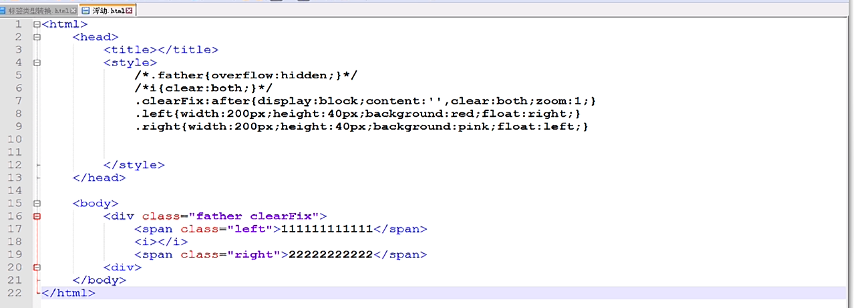 标签类型转换.html 浮动.html
1 <html>
2 <head>
3 <title></title>
4 <style>
5 /*.father{overflow:hidden;}*/
6 /*i{clear:both;}*/
7 .clearFix:after{display:block;content:'',clear:both;zoom:1;}
8 .left{width:200px;height:40px;background:red;float:right;}
9 .right{width:200px;height:40px;background:pink;float:left;}
10
11
12 </style>
13 </head>
14
15 <body>
16 <div class="father clearFix">
17 <span class="left">111111111111</span>
18 <i></i>
19 <span class="right">22222222222</span>
20 <div>
21 </body>
22 </html>